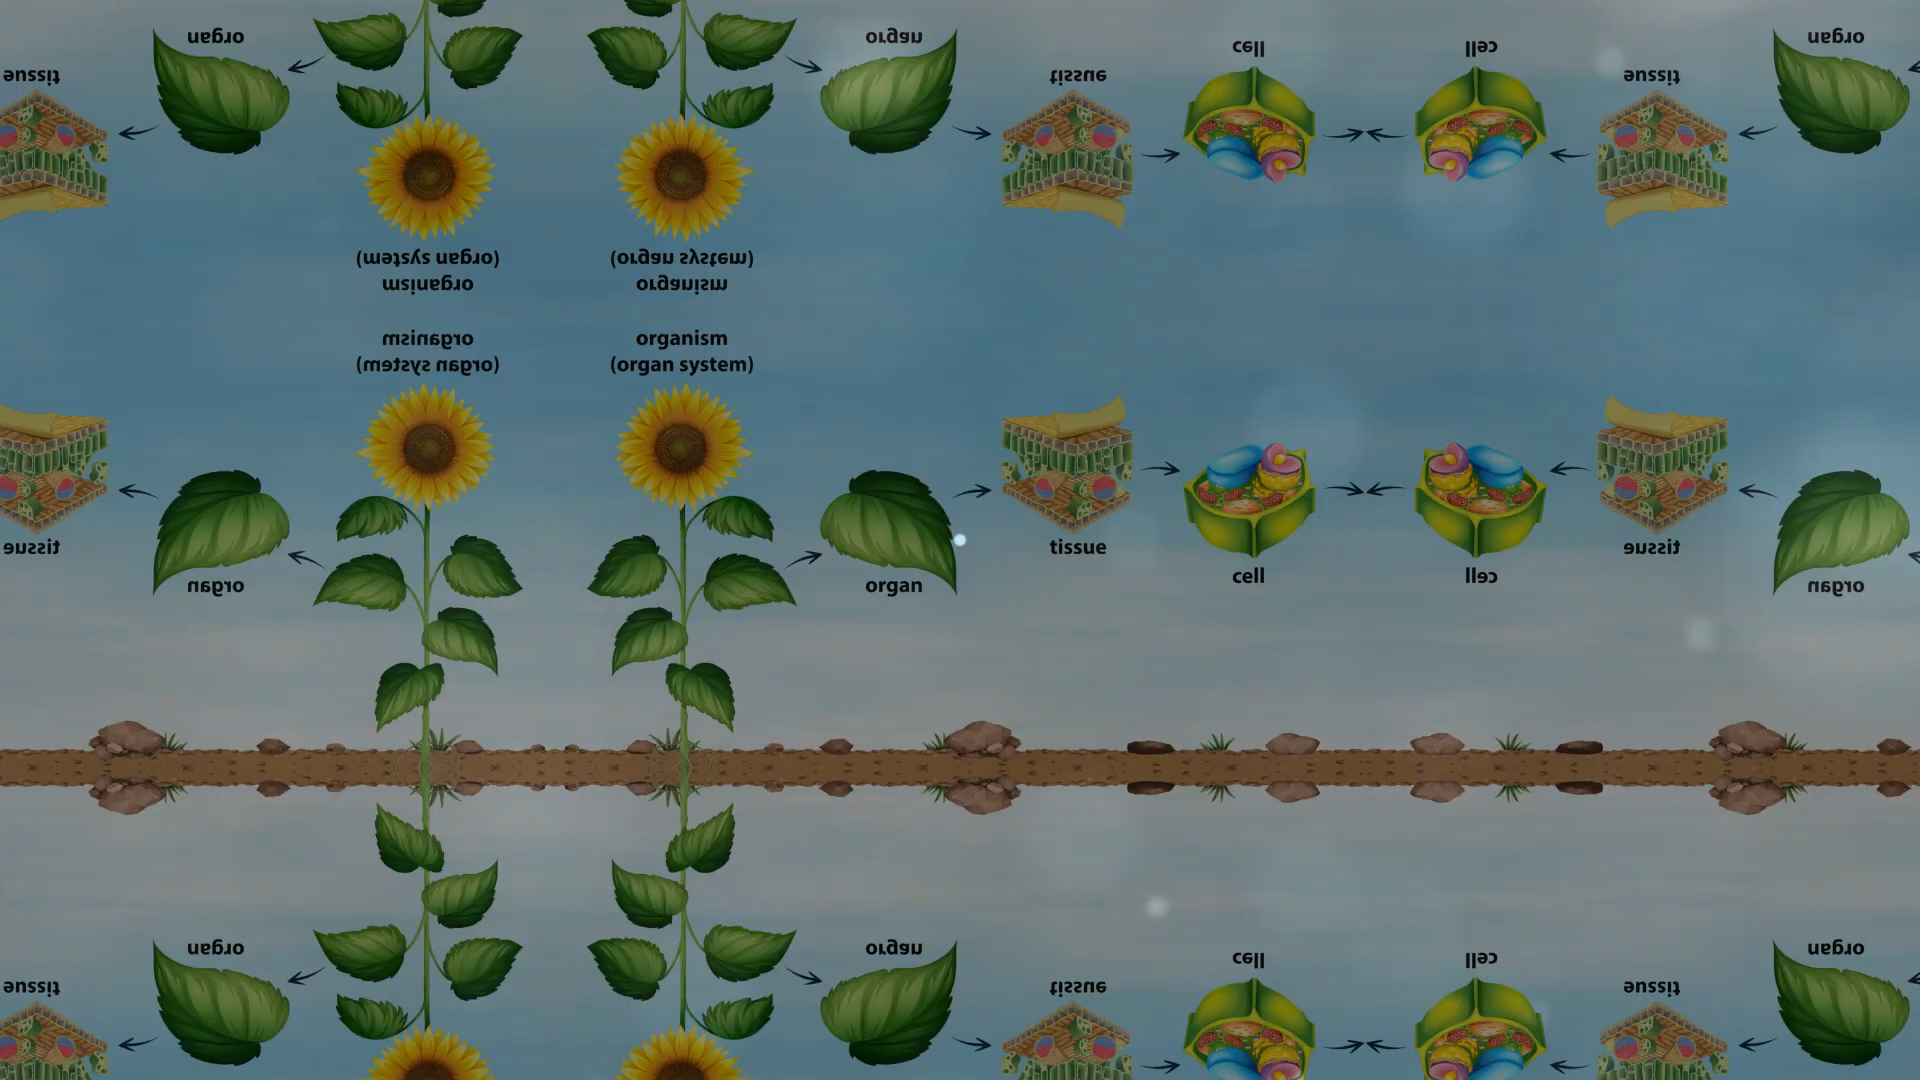 organism
(organ system)
organ
tissue
cell